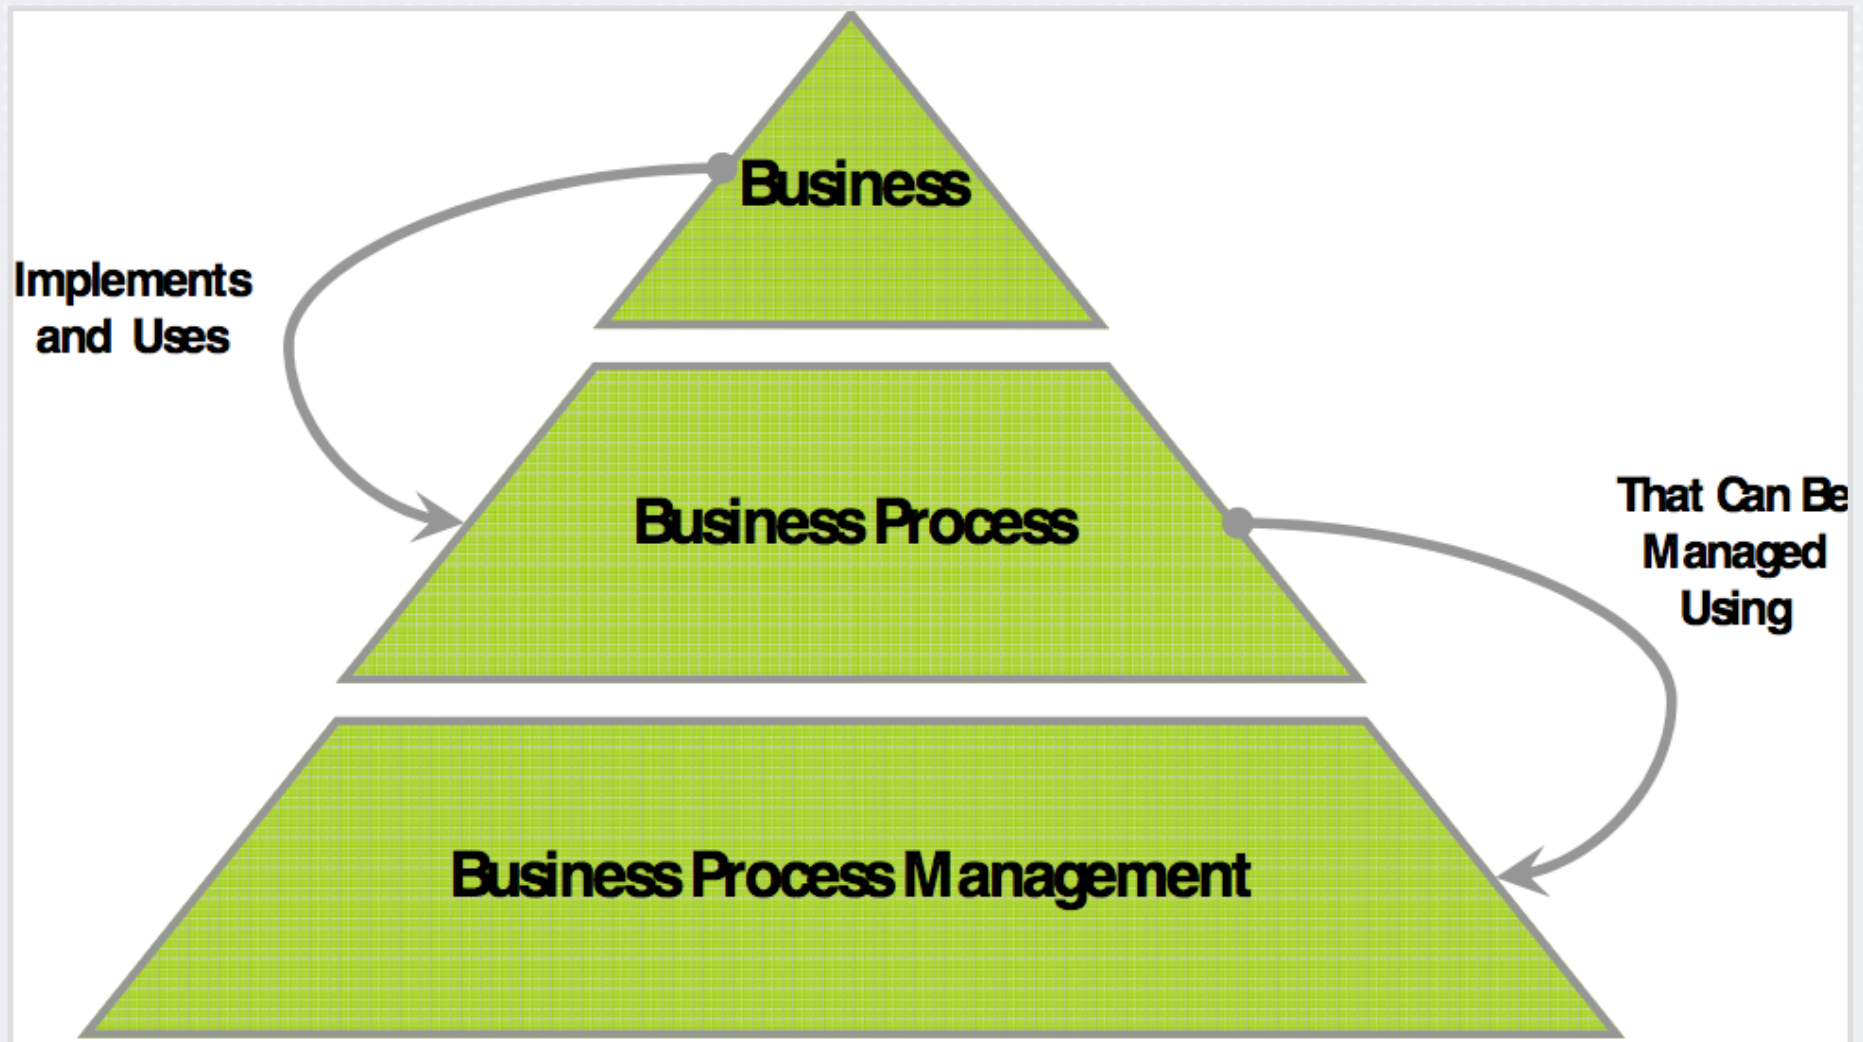 Business
Implements
and Uses
Business Process
That Can Be
Managed
Using
Business Process Management